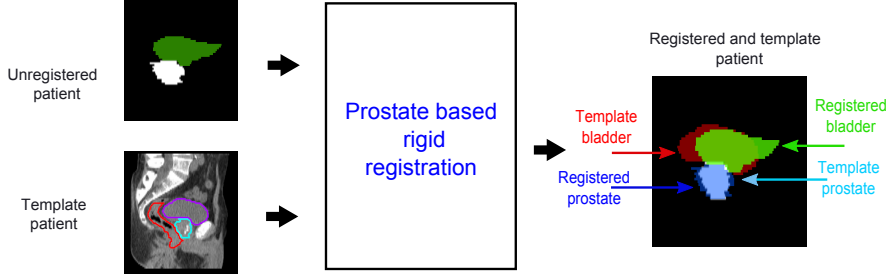 Unregistered
patient
Template
patient
Prostate based
rigid
registration
Registered and template
patient
Template
bladder
Registered
bladder
Registered
prostate
Template
prostate